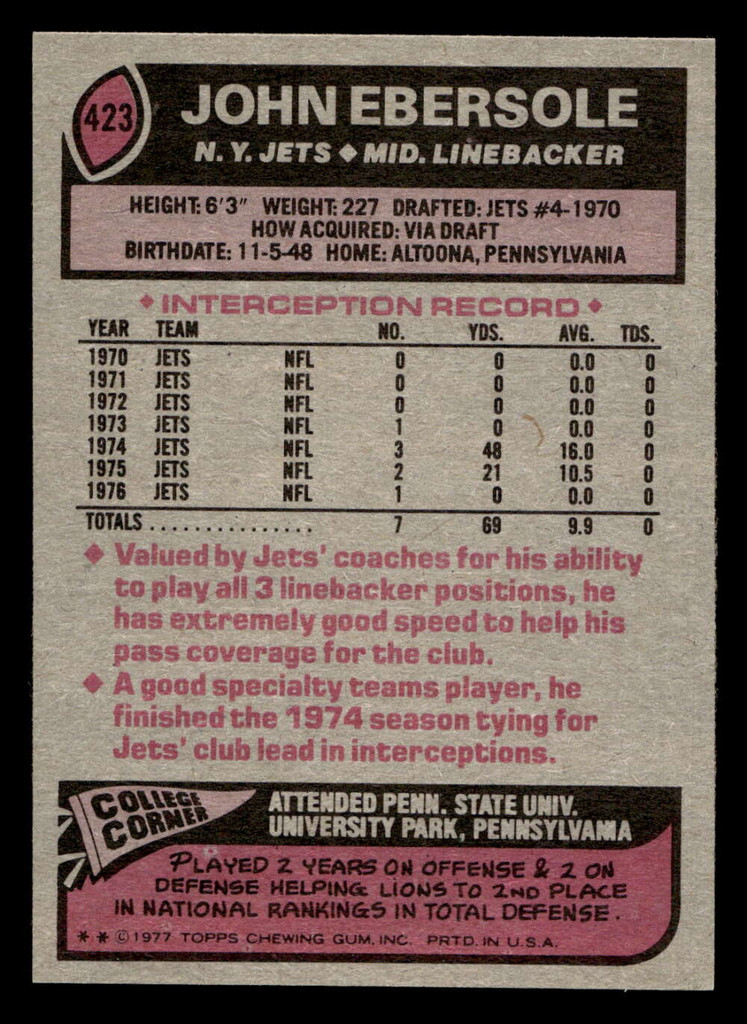 423
JOHN EBERSOLE
N.Y. JETS ◆ MID. LINEBACKER
HEIGHT: 6'3" WEIGHT: 227 DRAFTED: JETS #4-1970
HOW ACQUIRED: VIA DRAFT
BIRTHDATE: 11-5-48 HOME: ALTOONA, PENNSYLVANIA
◆ INTERCEPTION RECORD ◆
YEAR TEAM NO. YDS. AVG. TDS.
1970 JETS NFL 0 0 0.0 0
1971 JETS NFL 0 0 0.0 0
1972 JETS NFL 0 0 0.0 0
1973 JETS NFL 1 0 0.0 0
1974 JETS NFL 3 48 16.0 0
1975 JETS NFL 2 21 10.5 0
1976 JETS NFL 1 0 0.0 0
TOTALS ............... 7 69 9.9 0
◆ Valued by Jets' coaches for his ability
to play all 3 linebacker positions, he
has extremely good speed to help his
pass coverage for the club.
◆ A good specialty teams player, he
finished the 1974 season tying for
Jets' club lead in interceptions.
COLLEGE
CORNER
ATTENDED PENN. STATE UNIV.
UNIVERSITY PARK, PENNSYLVANIA
PLAYED 2 YEARS ON OFFENSE & 2 ON
DEFENSE HELPING LIONS TO 2ND PLACE
IN NATIONAL RANKINGS IN TOTAL DEFENSE.
* * © 1977 TOPPS CHEWING GUM, INC. PRTD. IN U.S.A.